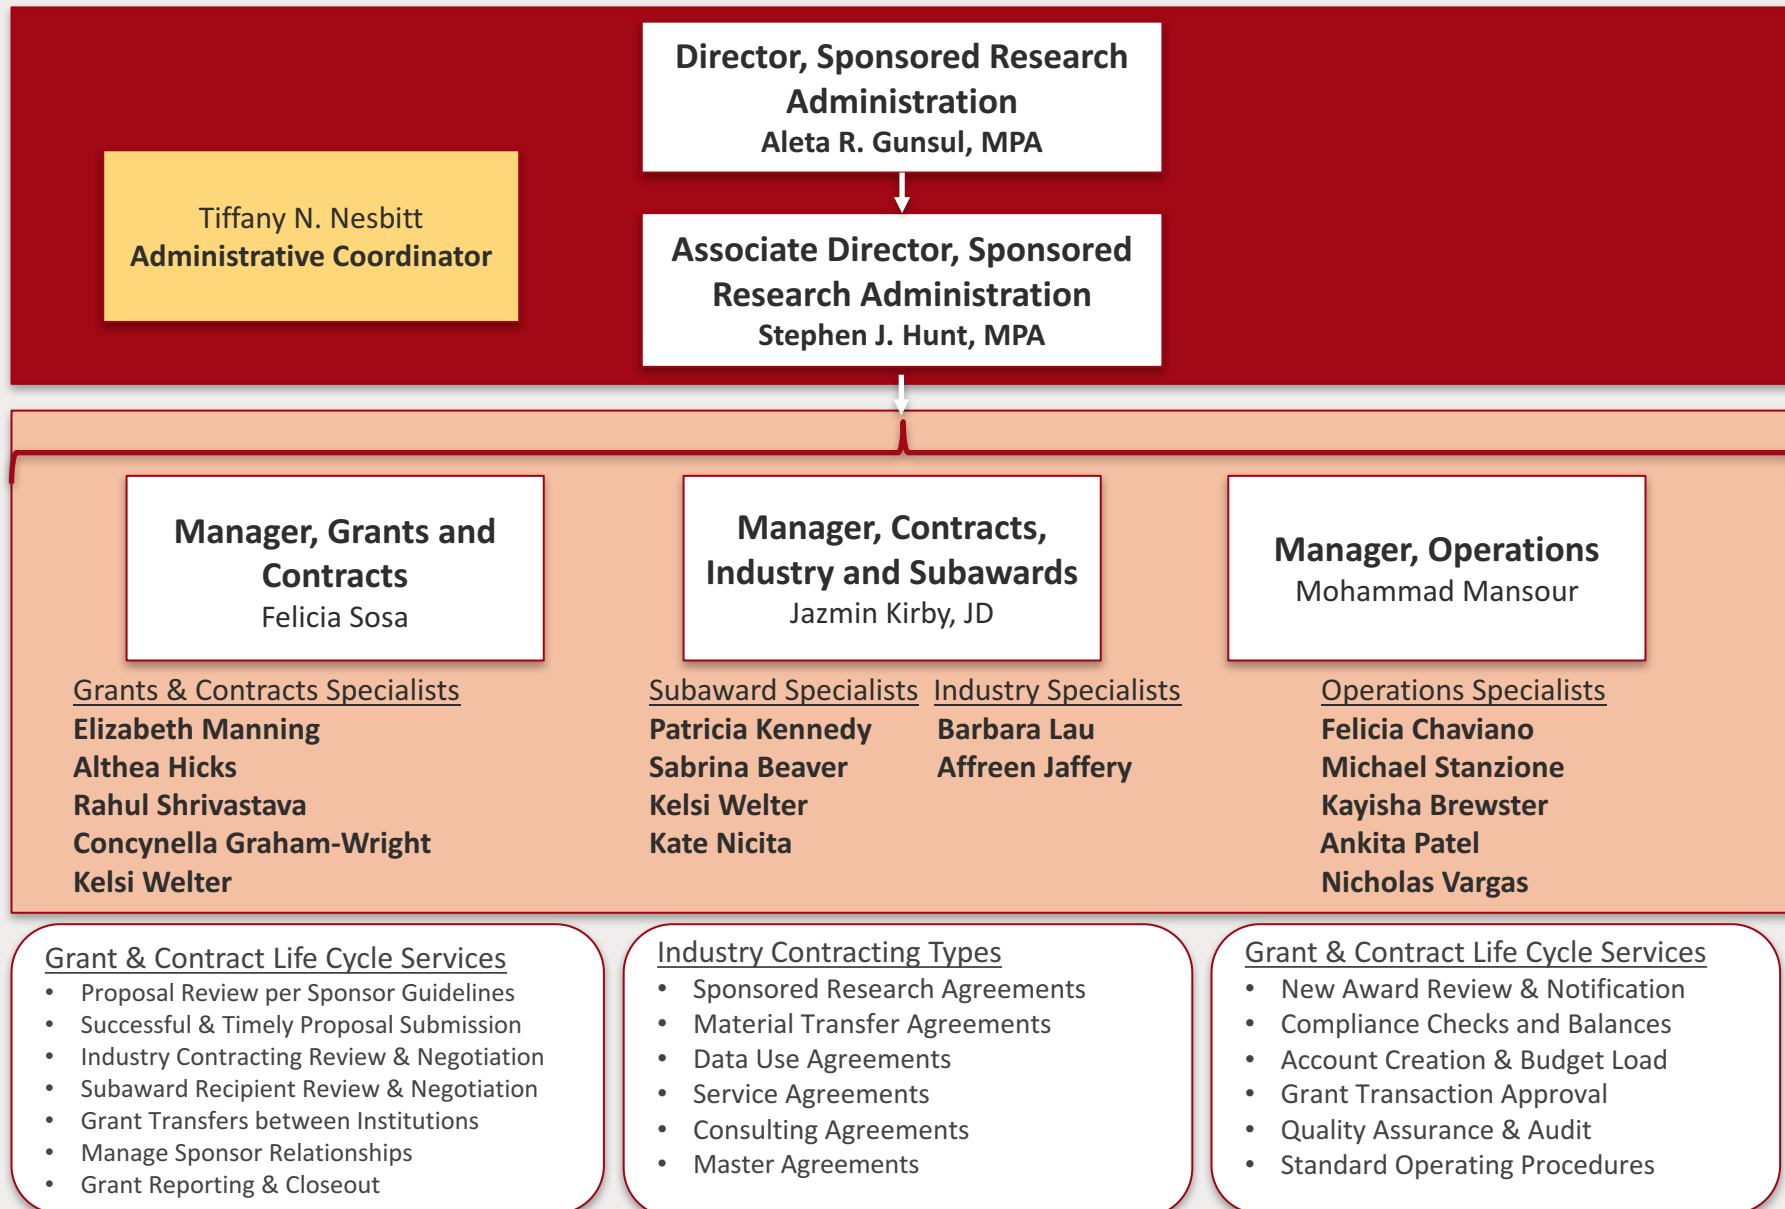 Director, Sponsored Research
Administration
Aleta R. Gunsul, MPA
Tiffany N. Nesbitt
Administrative Coordinator
Associate Director, Sponsored
Research Administration
Stephen J. Hunt, MPA
Manager, Grants and
Contracts
Felicia Sosa
Manager, Contracts,
Industry and Subawards
Jazmin Kirby, JD
Manager, Operations
Mohammad Mansour
Grants & Contracts Specialists
Elizabeth Manning
Althea Hicks
Rahul Shrivastava
Concynella Graham-Wright
Kelsi Welter
Subaward Specialists
Patricia Kennedy
Sabrina Beaver
Kelsi Welter
Kate Nicita
Industry Specialists
Barbara Lau
Affreen Jaffery
Operations Specialists
Felicia Chaviano
Michael Stanzione
Kayisha Brewster
Ankita Patel
Nicholas Vargas
Grant & Contract Life Cycle Services
• Proposal Review per Sponsor Guidelines
• Successful & Timely Proposal Submission
• Industry Contracting Review & Negotiation
• Subaward Recipient Review & Negotiation
• Grant Transfers between Institutions
• Manage Sponsor Relationships
• Grant Reporting & Closeout
Industry Contracting Types
• Sponsored Research Agreements
• Material Transfer Agreements
• Data Use Agreements
• Service Agreements
• Consulting Agreements
• Master Agreements
Grant & Contract Life Cycle Services
• New Award Review & Notification
• Compliance Checks and Balances
• Account Creation & Budget Load
• Grant Transaction Approval
• Quality Assurance & Audit
• Standard Operating Procedures